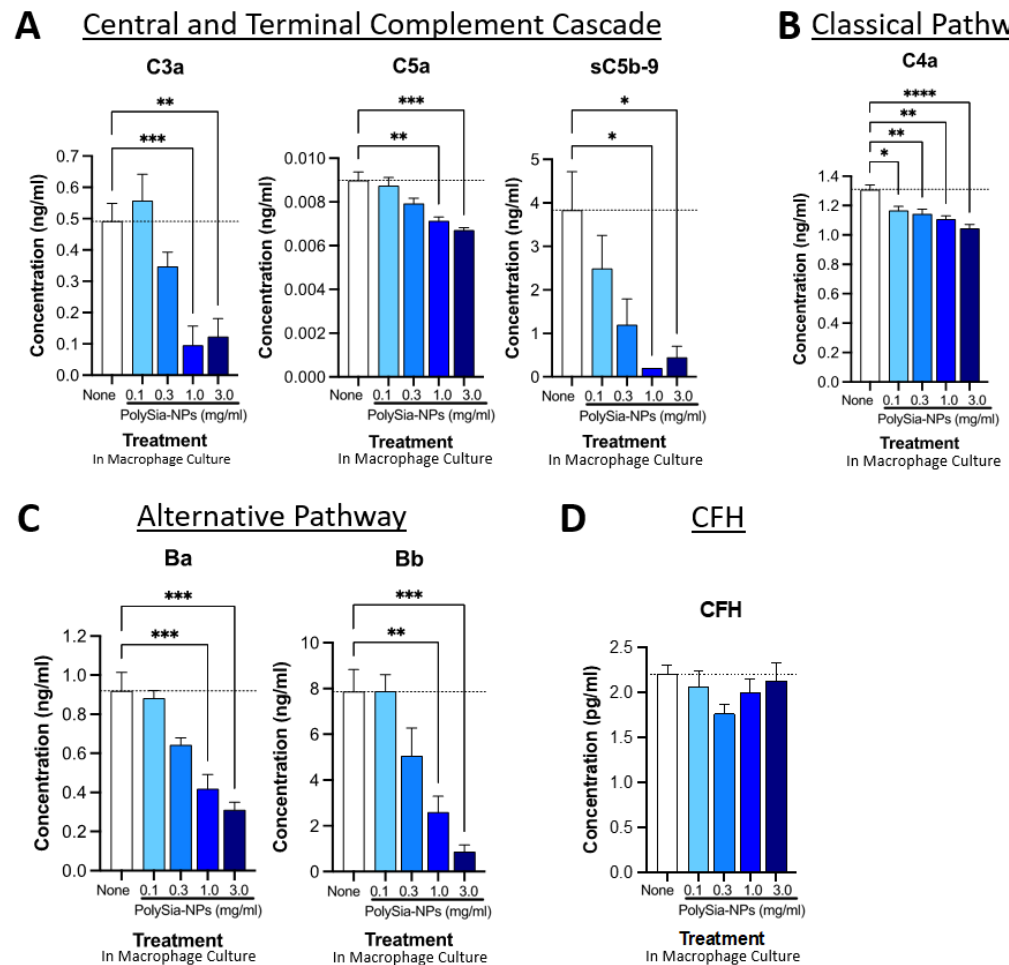 A Central and Terminal Complement Cascade
C3a
**
***
Concentration (ng/ml)
0.7
0.6
0.5
0.4
0.3
0.2
0.1
0.0
None 0.1 0.3 1.0 3.0
PolySia-NPs (mg/ml)
Treatment
In Macrophage Culture
C5a
***
**
Concentration (ng/ml)
0.010
0.008
0.006
0.004
0.002
0.000
None 0.1 0.3 1.0 3.0
PolySia-NPs (mg/ml)
Treatment
In Macrophage Culture
sC5b-9
*
*
Concentration (ng/ml)
5
4
3
2
1
0
None 0.1 0.3 1.0 3.0
PolySia-NPs (mg/ml)
Treatment
In Macrophage Culture
B Classical Pathw
C4a
****
**
**
*
Concentration (ng/ml)
1.4
1.2
1.0
1.2
0.6
0.4
0.2
0.0
None 0.1 0.3 1.0 3.0
PolySia-NPs (mg/ml)
Treatment
In Macrophage Culture
C Alternative Pathway
Ba
***
***
Concentration (ng/ml)
1.2
1.0
0.8
0.6
0.4
0.2
0.0
None 0.1 0.3 1.0 3.0
PolySia-NPs (mg/ml)
Treatment
In Macrophage Culture
Bb
***
**
Concentration (ng/ml)
10
8
6
4
2
0
None 0.1 0.3 1.0 3.0
PolySia-NPs (mg/ml)
Treatment
In Macrophage Culture
D CFH
CFH
Concentration (pg/ml)
2.5
2.0
1.5
1.0
0.5
0.0
None 0.1 0.3 1.0 3.0
PolySia-NPs (mg/ml)
Treatment
In Macrophage Culture